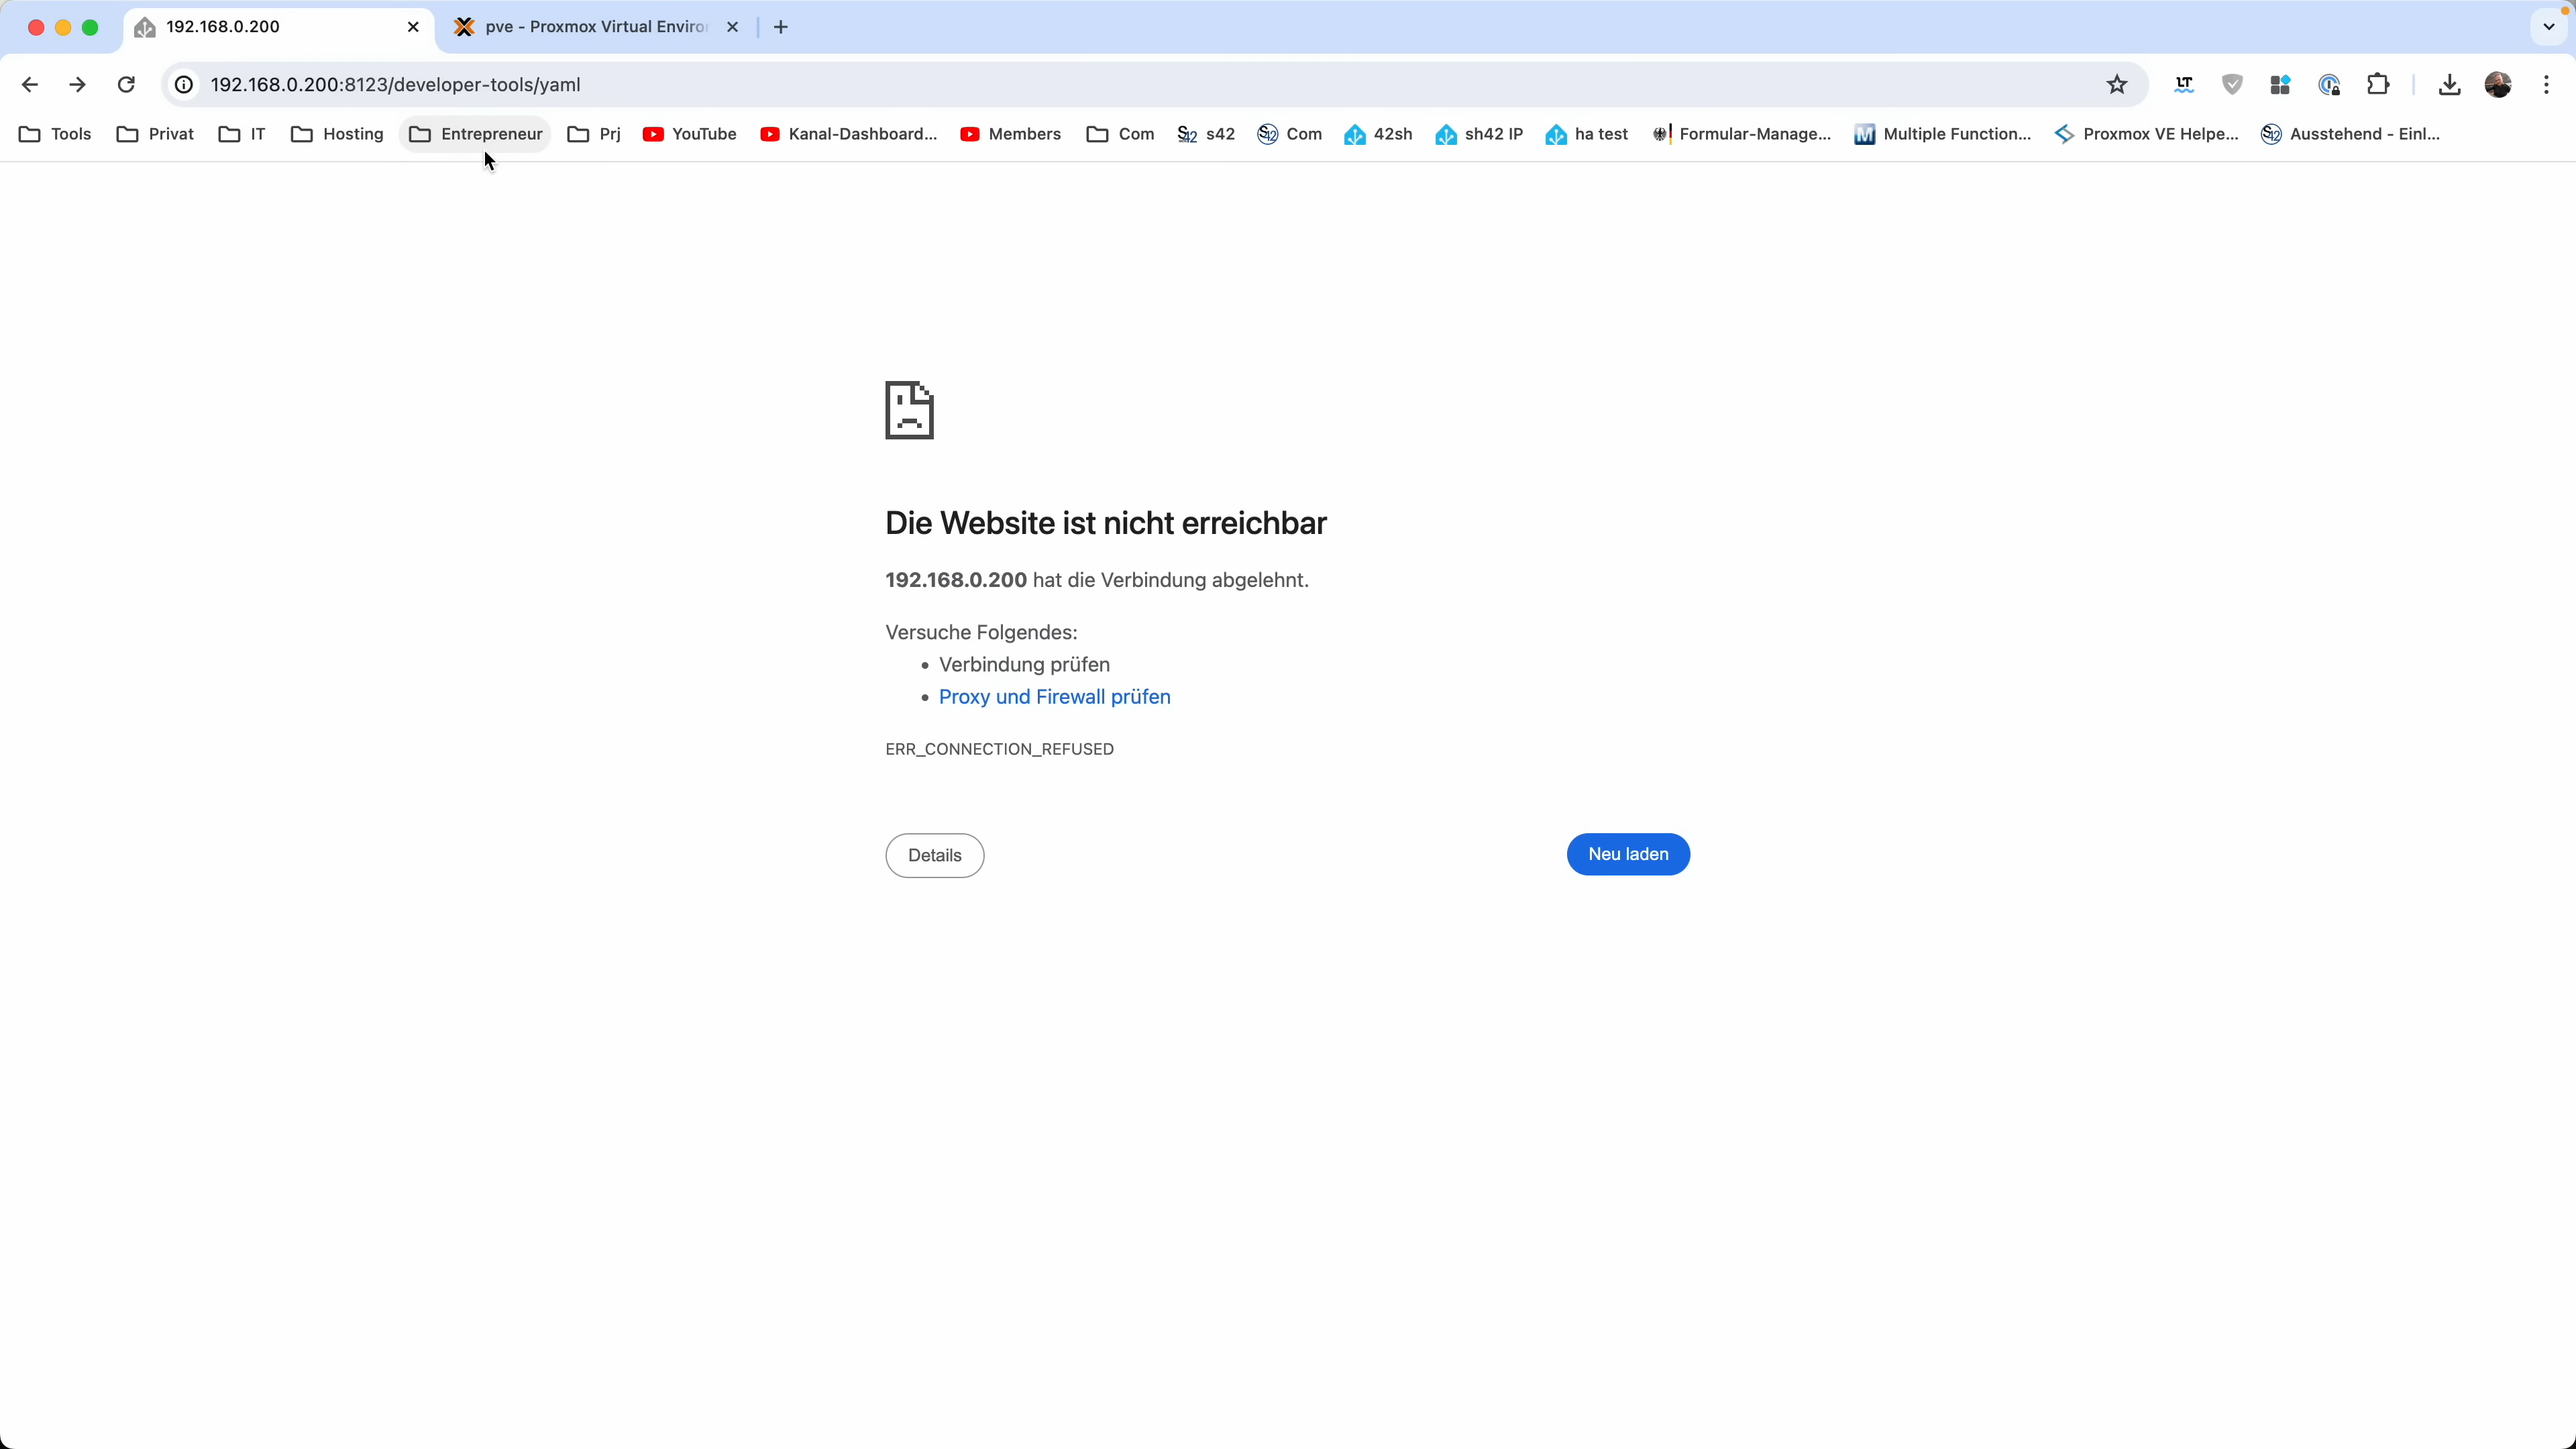 192.168.0.200
pve - Proxmox Virtual Enviro
192.168.0.200:8123/developer-tools/yaml
LT
Tools Privat IT Hosting Entrepreneur Prj YouTube Kanal-Dashboard... Members Com s42 Com 42sh sh42 IP ha test Formular-Manage... Multiple Function... Proxmox VE Helpe... Ausstehend - Einl...
Die Website ist nicht erreichbar
192.168.0.200 hat die Verbindung abgelehnt.
Versuche Folgendes:
• Verbindung prüfen
• Proxy und Firewall prüfen
ERR_CONNECTION_REFUSED
Details
Neu laden